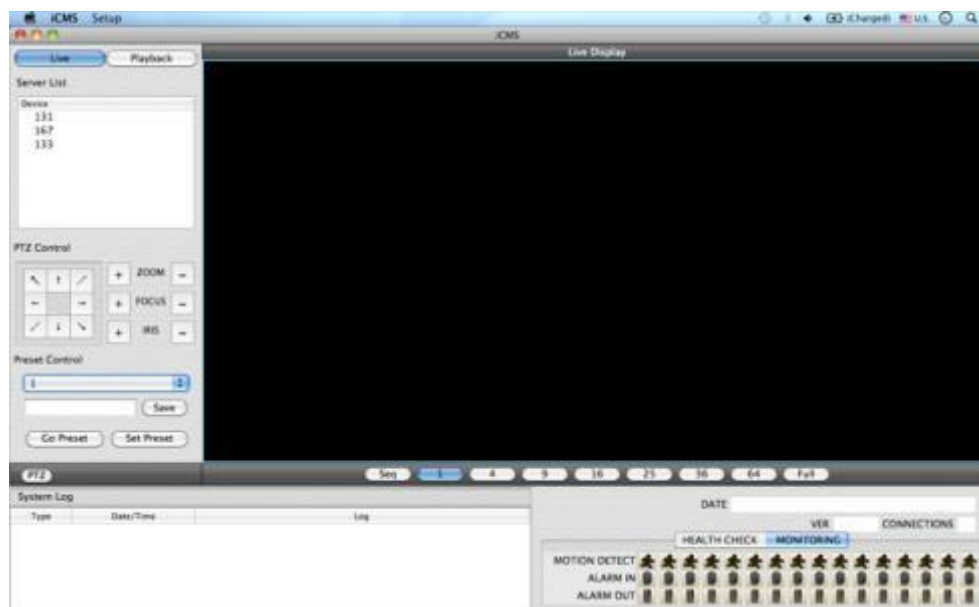 iCMS Setup
(Charged) U.S.
iCMS
Live Playback
Live Display
Server List
Device
131
167
133
PTZ Control
+ ZOOM -
+ FOCUS -
+ IRIS -
Preset Control
1
Save
Go Preset Set Preset
PTZ
Seq 1 4 9 16 25 36 64 Full
System Log
Type Date/Time Log
DATE
VER CONNECTIONS
HEALTH CHECK MONITORING
MOTION DETECT
ALARM IN
ALARM OUT